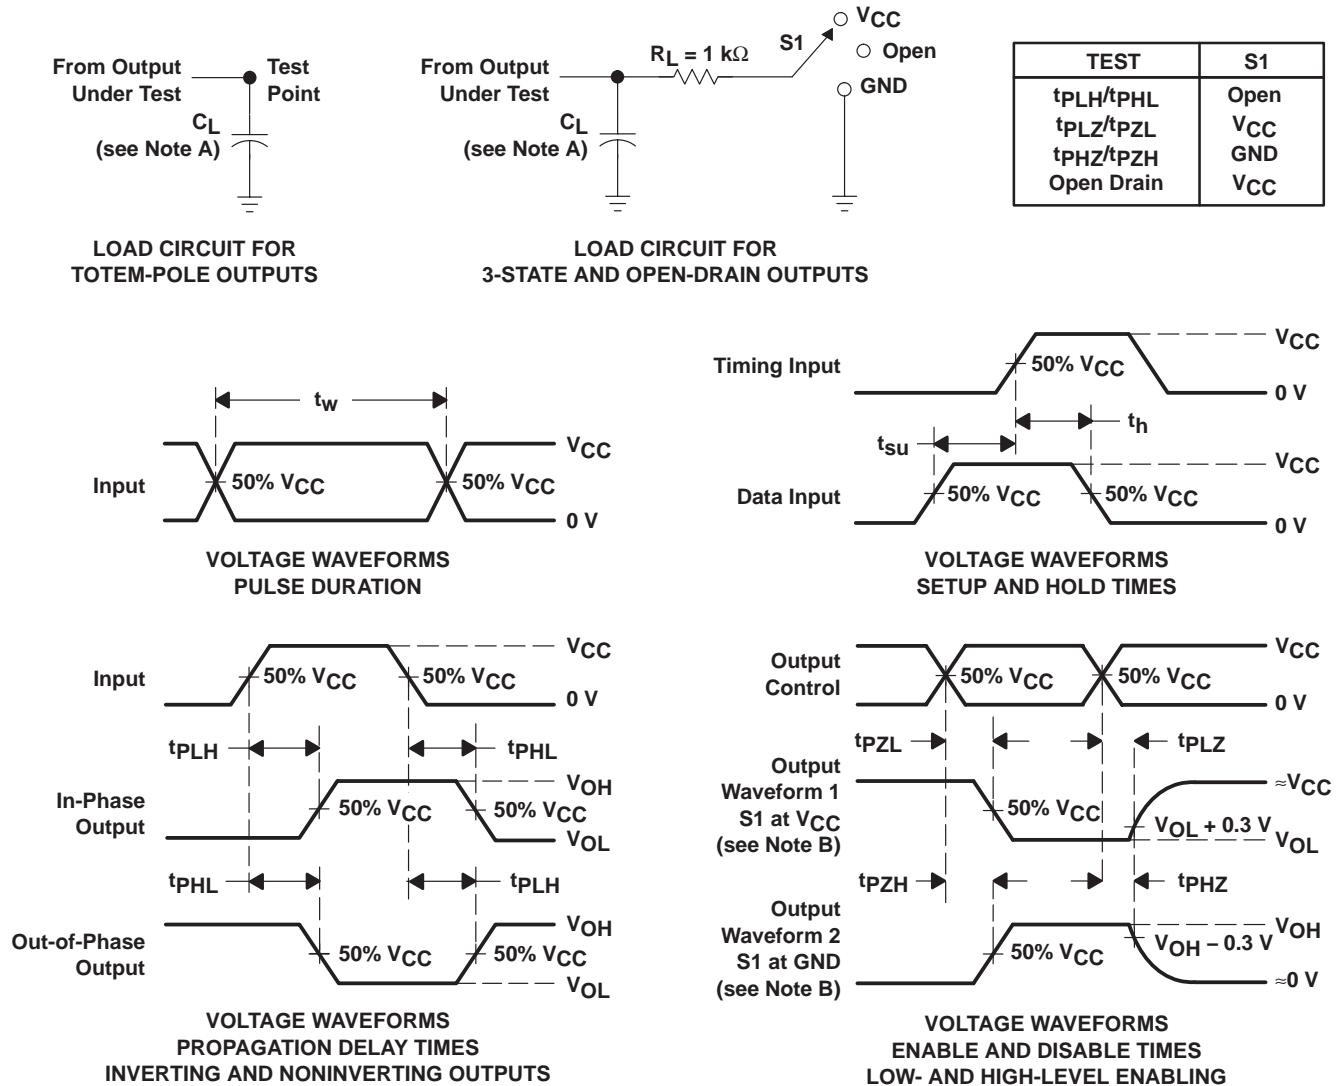 From Output
Under Test
Test
Point
CL
(see Note A)
LOAD CIRCUIT FOR
TOTEM-POLE OUTPUTS
From Output
Under Test
RL = 1 kΩ
S1
VCC
Open
GND
CL
(see Note A)
LOAD CIRCUIT FOR
3-STATE AND OPEN-DRAIN OUTPUTS
TEST S1
tPLH/tPHL Open
tPLZ/tPZL VCC
tPHZ/tPZH GND
Open Drain VCC
tw
Input
50% VCC
50% VCC
VCC
0 V
VOLTAGE WAVEFORMS
PULSE DURATION
Timing Input
50% VCC
VCC
0 V
tsu
th
Data Input
50% VCC
50% VCC
VCC
0 V
VOLTAGE WAVEFORMS
SETUP AND HOLD TIMES
Input
50% VCC
50% VCC
VCC
0 V
tPLH
tPHL
In-Phase
Output
50% VCC
50% VCC
VOH
VOL
tPHL
tPLH
Out-of-Phase
Output
50% VCC
50% VCC
VOH
VOL
VOLTAGE WAVEFORMS
PROPAGATION DELAY TIMES
INVERTING AND NONINVERTING OUTPUTS
Output
Control
50% VCC
50% VCC
VCC
0 V
tPZL
tPLZ
Output
Waveform 1
S1 at VCC
(see Note B)
50% VCC
VOL + 0.3 V
≈VCC
VOL
tPZH
tPHZ
Output
Waveform 2
S1 at GND
(see Note B)
50% VCC
VOH − 0.3 V
VOH
≈0 V
VOLTAGE WAVEFORMS
ENABLE AND DISABLE TIMES
LOW- AND HIGH-LEVEL ENABLING